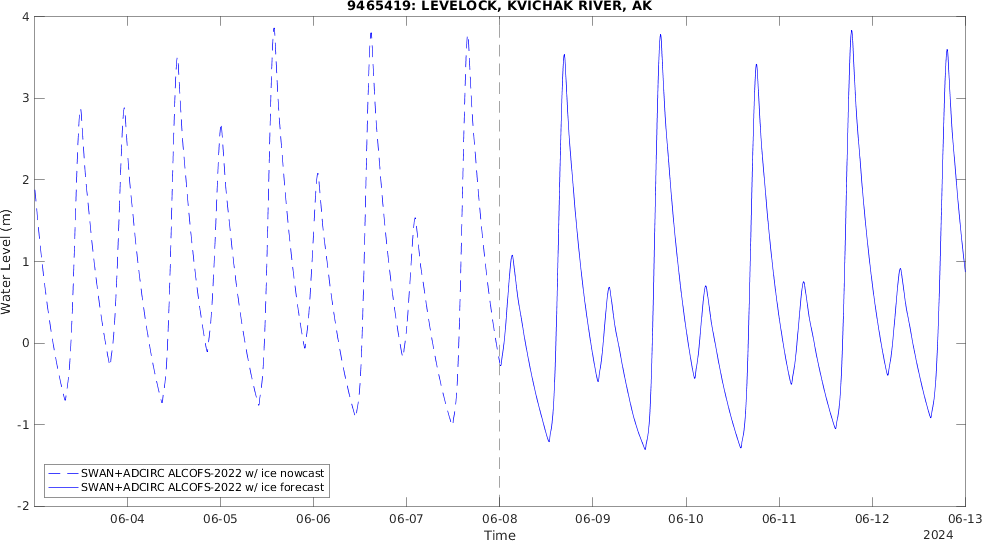 9465419: LEVELOCK, KVICHAK RIVER, AK
4
3
2
1
0
-1
-2
Water Level (m)
SWAN+ADCIRC ALCOFS-2022 w/ ice nowcast
SWAN+ADCIRC ALCOFS-2022 w/ ice forecast
06-04 06-05 06-06 06-07 06-08 06-09 06-10 06-11 06-12 06-13
Time
2024